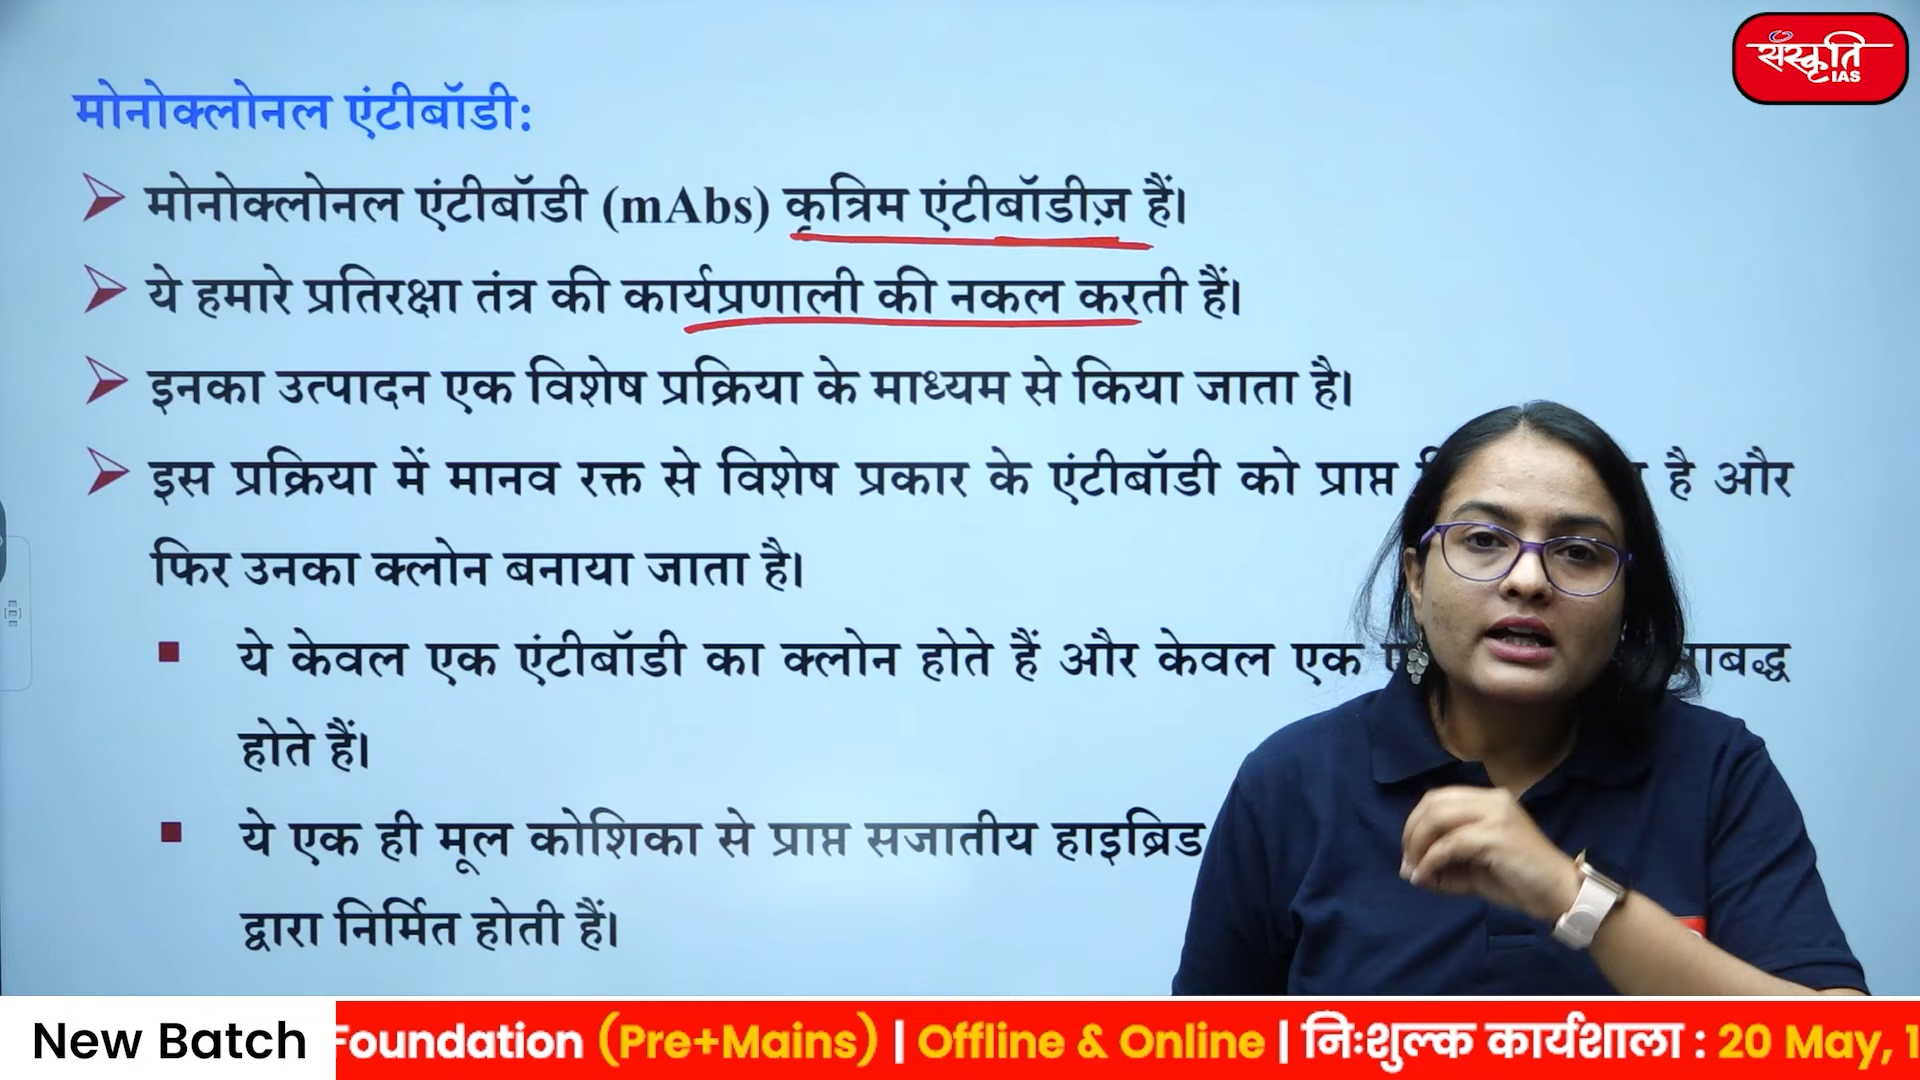 संस्कृति
IAS
मोनोक्लोनल एंटीबॉडी:
मोनोक्लोनल एंटीबॉडी (mAbs) कृत्रिम एंटीबॉडीज़ हैं।
ये हमारे प्रतिरक्षा तंत्र की कार्यप्रणाली की नकल करती हैं।
इनका उत्पादन एक विशेष प्रक्रिया के माध्यम से किया जाता है।
इस प्रक्रिया में मानव रक्त से विशेष प्रकार के एंटीबॉडी को प्राप्त है और
फिर उनका क्लोन बनाया जाता है।
ये केवल एक एंटीबॉडी का क्लोन होते हैं और केवल एक
होते हैं।
ये एक ही मूल कोशिका से प्राप्त सजातीय हाइब्रिड
द्वारा निर्मित होती हैं।
New Batch Foundation (Pre+Mains) | Offline & Online | निःशुल्क कार्यशाला : 20 May, 1